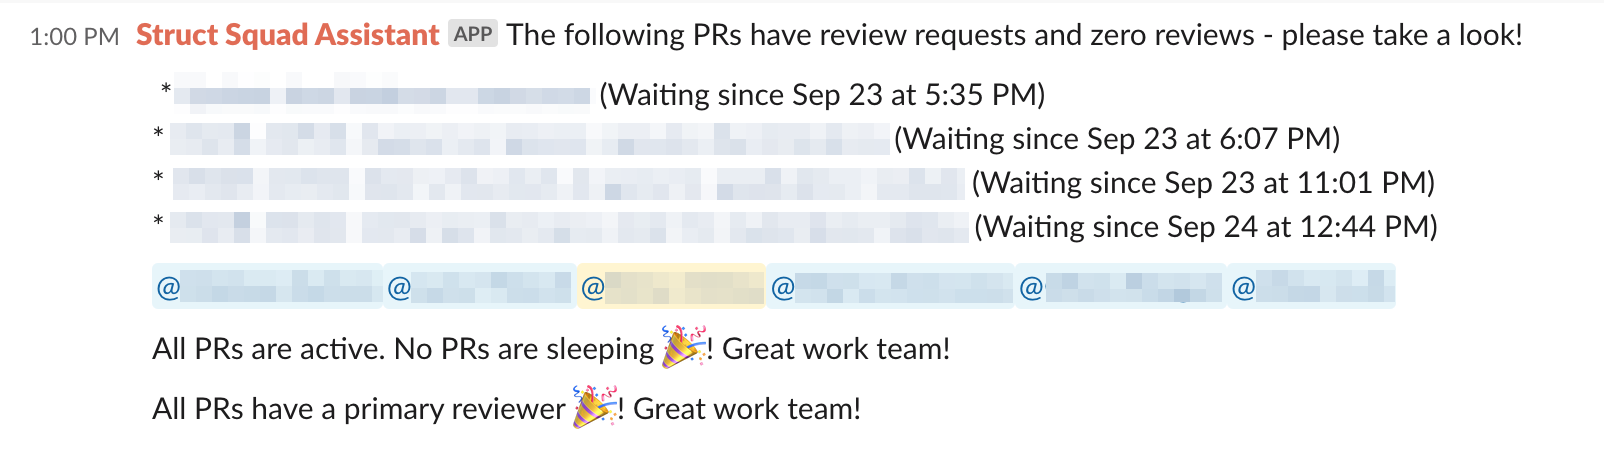 1:00 PM Struct Squad Assistant APP The following PRs have review requests and zero reviews - please take a look!
* (Waiting since Sep 23 at 5:35 PM)
* (Waiting since Sep 23 at 6:07 PM)
* (Waiting since Sep 23 at 11:01 PM)
* (Waiting since Sep 24 at 12:44 PM)
@ @ @ @ @ @
All PRs are active. No PRs are sleeping 🎉! Great work team!
All PRs have a primary reviewer 🎉! Great work team!